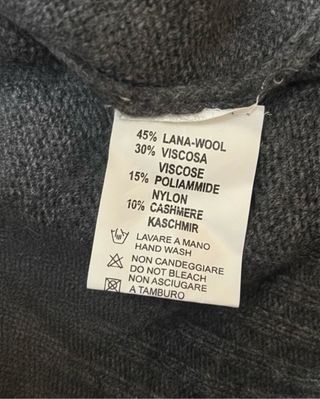 45% LANA-WOOL
30% VISCOSA
VISCOSE
15% POLIAMMIDE
NYLON
10% CASHMERE
KASCHMIR
LAVARE A MANO
HAND WASH
NON CANDEGGIARE
DO NOT BLEACH
NON ASCIUGARE
A TAMBURO